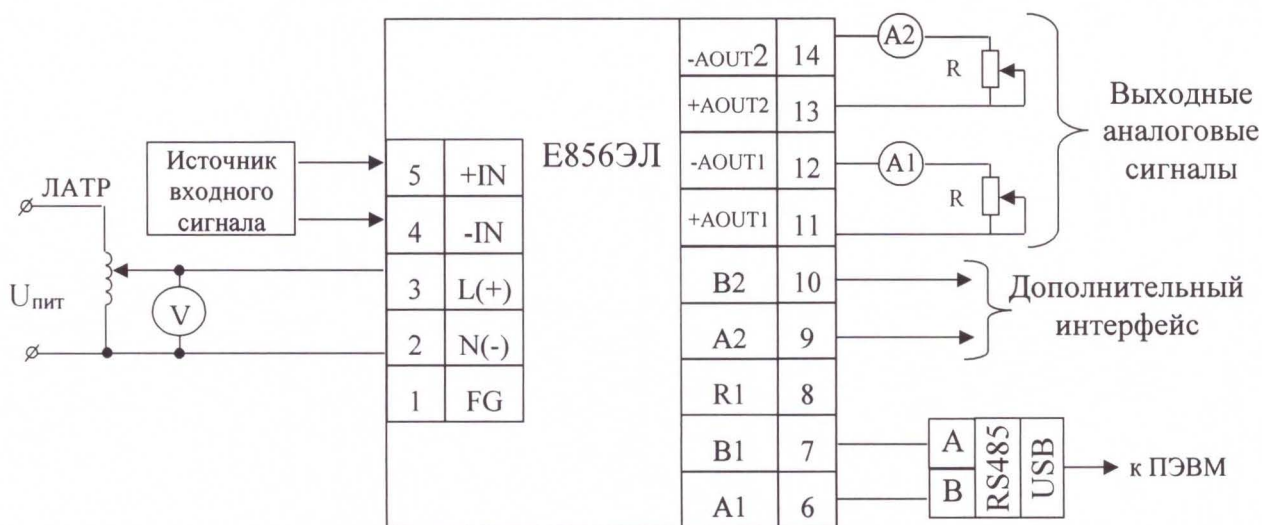 ЛАТР
Uпит
V
Источник
входного
сигнала
5 +IN
4 -IN
3 L(+)
2 N(-)
1 FG
Е856ЭЛ
-AOUT2 14
+AOUT2 13
-AOUT1 12
+AOUT1 11
B2 10
A2 9
R1 8
B1 7
A1 6
A2
R
A1
R
Выходные
аналоговые
сигналы
Дополнительный
интерфейс
A
B
RS485
USB
к ПЭВМ